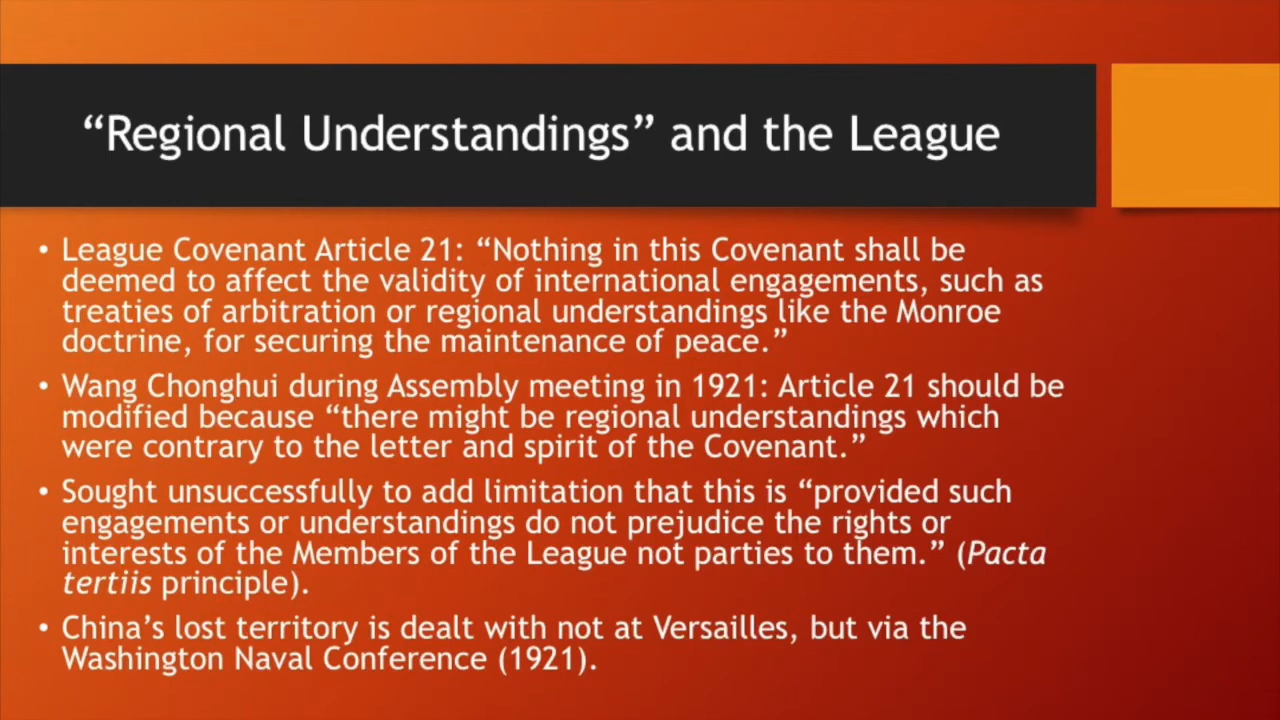 “Regional Understandings” and the League
• League Covenant Article 21: “Nothing in this Covenant shall be
deemed to affect the validity of international engagements, such as
treaties of arbitration or regional understandings like the Monroe
doctrine, for securing the maintenance of peace.”
• Wang Chonghui during Assembly meeting in 1921: Article 21 should be
modified because “there might be regional understandings which
were contrary to the letter and spirit of the Covenant.”
• Sought unsuccessfully to add limitation that this is “provided such
engagements or understandings do not prejudice the rights or
interests of the Members of the League not parties to them.” (Pacta
tertiis principle).
• China’s lost territory is dealt with not at Versailles, but via the
Washington Naval Conference (1921).